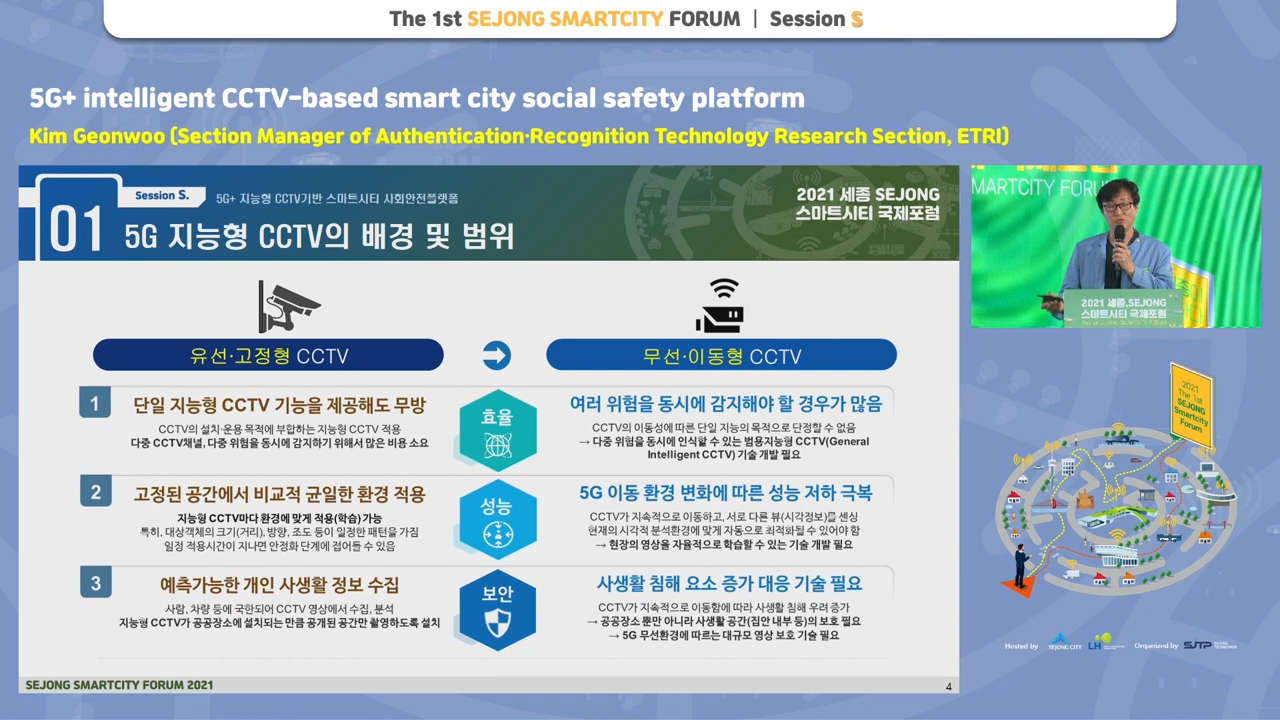 The 1st SEJONG SMARTCITY FORUM | Session S
5G+ intelligent CCTV-based smart city social safety platform
Kim Geonwoo (Section Manager of Authentication·Recognition Technology Research Section, ETRI)
Session S.
5G+ 지능형 CCTV기반 스마트시티 사회안전플랫폼
01
5G 지능형 CCTV의 배경 및 범위
2021 세종 SEJONG
스마트시티 국제포럼
유선·고정형 CCTV
무선·이동형 CCTV
1
단일 지능형 CCTV 기능을 제공해도 무방
CCTV의 설치·운용 목적에 부합하는 지능형 CCTV 적용
다중 CCTV채널, 다중 위험을 동시에 감지하기 위해서 많은 비용 소요
효율
여러 위험을 동시에 감지해야 할 경우가 많음
CCTV의 이동성에 따른 단일 지능의 목적으로 단정할 수 없음
→ 다중 위험을 동시에 인식할 수 있는 범용지능형 CCTV(General
Intelligent CCTV) 기술 개발 필요
2
고정된 공간에서 비교적 균일한 환경 적용
지능형 CCTV마다 환경에 맞게 적용(학습) 가능
특히, 대상객체의 크기(거리), 방향, 조도 등이 일정한 패턴을 가짐
일정 적용시간이 지나면 안정화 단계에 접어들 수 있음
성능
5G 이동 환경 변화에 따른 성능 저하 극복
CCTV가 지속적으로 이동하고, 서로 다른 뷰(시각정보)를 센싱
현재의 시각적 분석환경에 맞게 자동으로 최적화될 수 있어야 함
→ 현장의 영상을 자율적으로 학습할 수 있는 기술 개발 필요
3
예측가능한 개인 사생활 정보 수집
사람, 차량 등에 국한되어 CCTV 영상에서 수집, 분석
지능형 CCTV가 공공장소에 설치되는 만큼 공개된 공간만 촬영하도록 설치
보안
사생활 침해 요소 증가 대응 기술 필요
CCTV가 지속적으로 이동함에 따라 사생활 침해 우려 증가
→ 공공장소 뿐만 아니라 사생활 공간(집안 내부 등)의 보호 필요
→ 5G 무선환경에 따르는 대규모 영상 보호 기술 필요
SEJONG SMARTCITY FORUM 2021
4
MARTCITY FORU
2021 세종,SEJONG
스마트시티 국제포럼
2021
The 1st
SEJONG
Smartcity
Forum
Hosted by
SEJONG CITY
LH
Organized by
SJTP